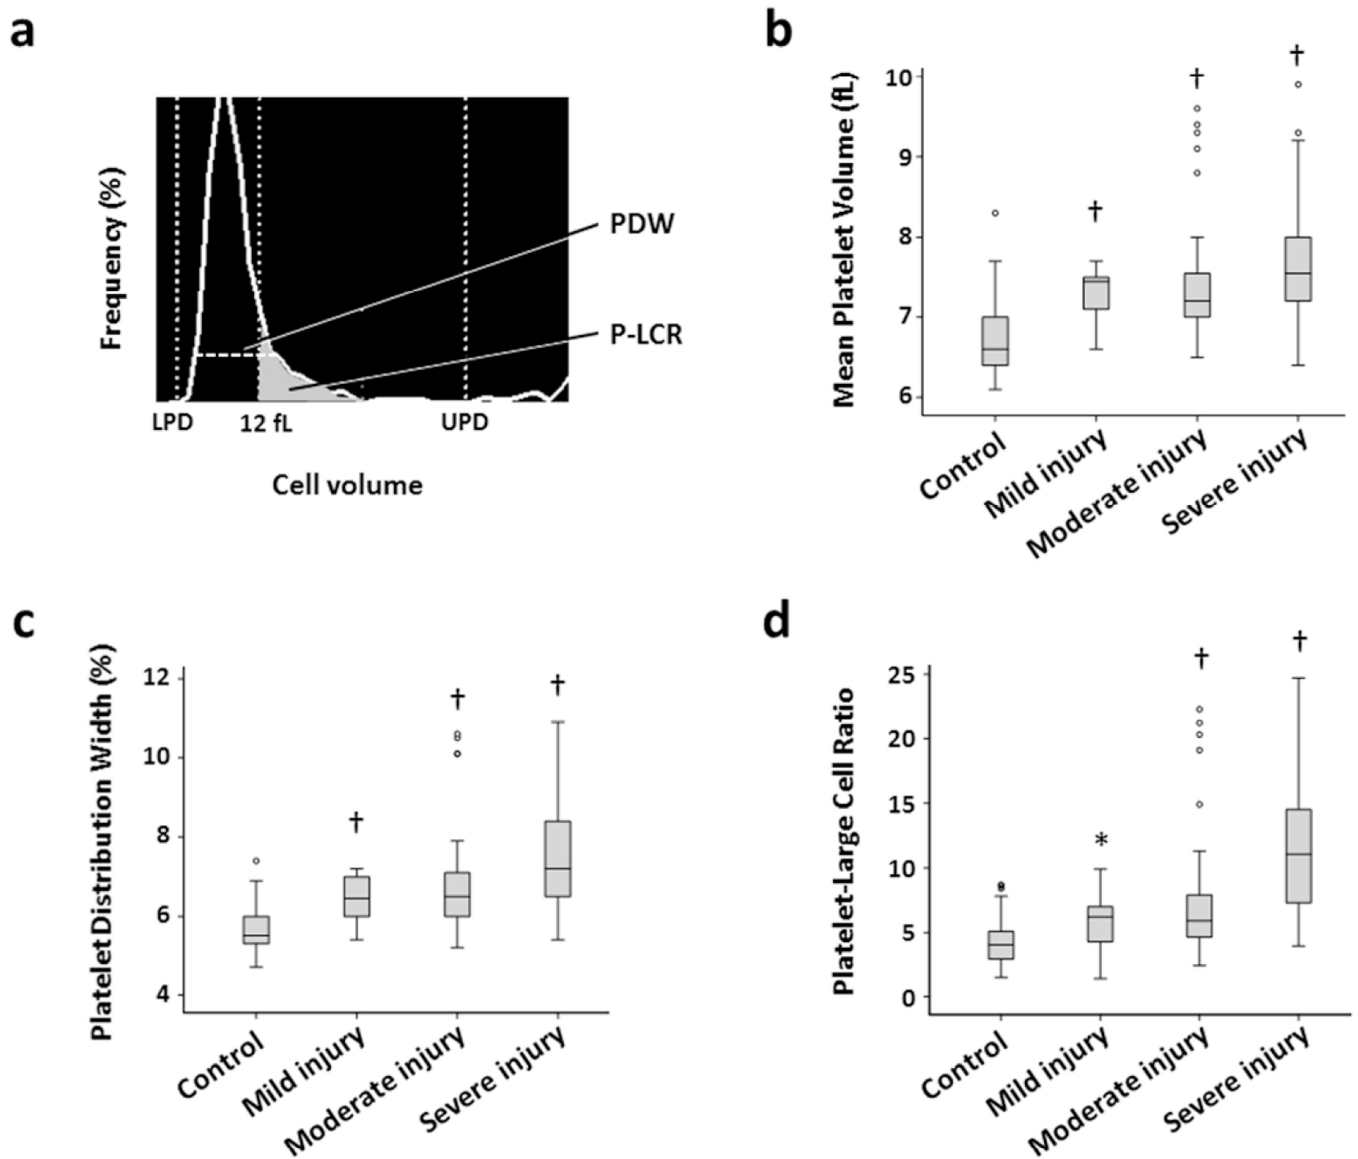 a
Frequency (%)
PDW
P-LCR
LPD
12 fL
UPD
Cell volume
b
Mean Platelet Volume (fL)
10
9
8
7
6
†
†
†
Control
Mild injury
Moderate injury
Severe injury
c
Platelet Distribution Width (%)
12
10
8
6
4
†
†
†
Control
Mild injury
Moderate injury
Severe injury
d
Platelet-Large Cell Ratio
25
20
15
10
5
0
*
†
†
Control
Mild injury
Moderate injury
Severe injury